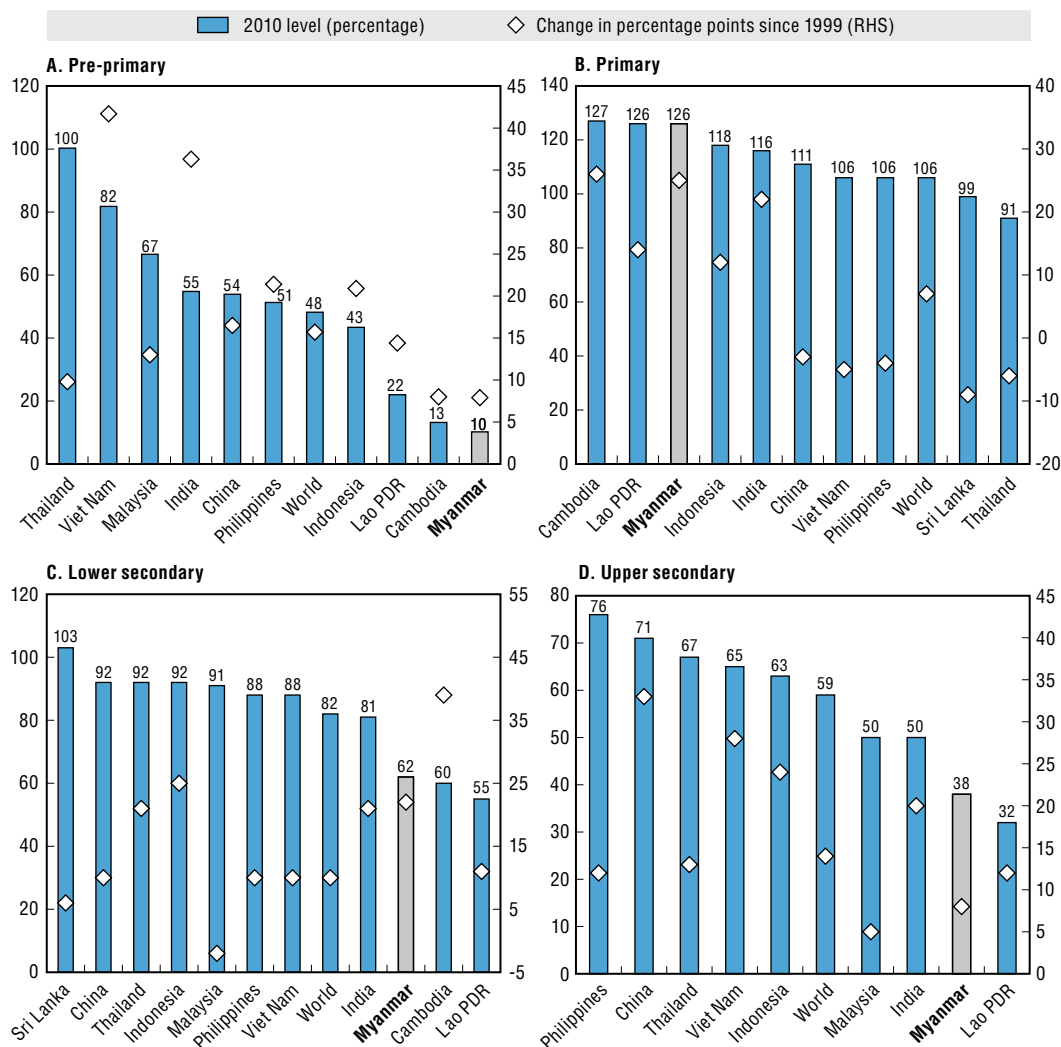 2010 level (percentage) Change in percentage points since 1999 (RHS)
A. Pre-primary
120 100 80 60 40 20 0
45 40 35 30 25 20 15 10 5 0
100 82 67 55 54 51 48 43 22 13 10
Thailand Viet Nam Malaysia India China Philippines World Indonesia Lao PDR Cambodia Myanmar
B. Primary
140 120 100 80 60 40 20 0
40 30 20 10 0 -10 -20
127 126 126 118 116 111 106 106 106 99 91
Cambodia Lao PDR Myanmar Indonesia India China Viet Nam Philippines World Sri Lanka Thailand
C. Lower secondary
120 100 80 60 40 20 0
55 45 35 25 15 5 -5
103 92 92 92 91 88 88 82 81 62 60 55
Sri Lanka China Thailand Indonesia Malaysia Philippines Viet Nam World India Myanmar Cambodia Lao PDR
D. Upper secondary
80 70 60 50 40 30 20 10 0
45 40 35 30 25 20 15 10 5 0
76 71 67 65 63 59 50 50 38 32
Philippines China Thailand Viet Nam Indonesia World Malaysia India Myanmar Lao PDR